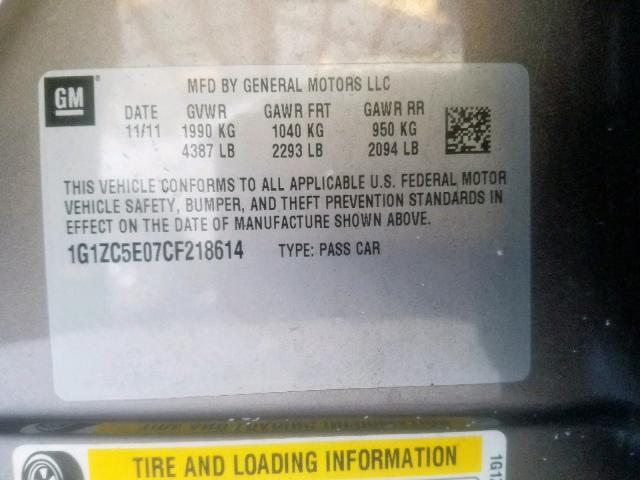 GM
MFD BY GENERAL MOTORS LLC
DATE GVWR GAWR FRT GAWR RR
11/11 1990 KG 1040 KG 950 KG
4387 LB 2293 LB 2094 LB
THIS VEHICLE CONFORMS TO ALL APPLICABLE U.S. FEDERAL MOTOR
VEHICLE SAFETY, BUMPER, AND THEFT PREVENTION STANDARDS IN
EFFECT ON THE DATE OF MANUFACTURE SHOWN ABOVE.
1G1ZC5E07CF218614 TYPE: PASS CAR
TIRE AND LOADING INFORMATION